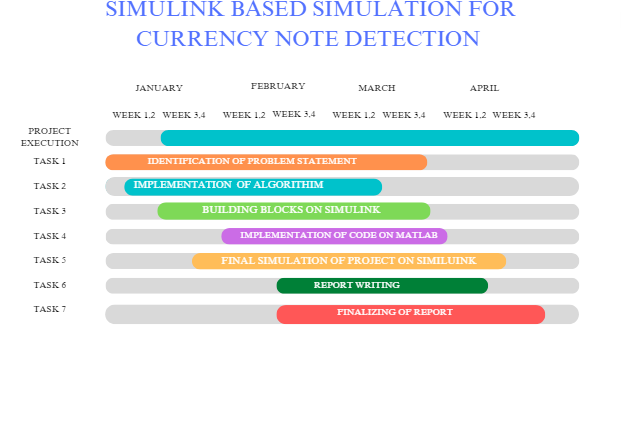 SIMULINK BASED SIMULATION FOR
CURRENCY NOTE DETECTION
JANUARY FEBRUARY MARCH APRIL
WEEK 1,2 WEEK 3,4 WEEK 1,2 WEEK 3,4 WEEK 1,2 WEEK 3,4 WEEK 1,2 WEEK 3,4
PROJECT
EXECUTION
TASK 1 IDENTIFICATION OF PROBLEM STATEMENT
TASK 2 IMPLEMENTATION OF ALGORITHIM
TASK 3 BUILDING BLOCKS ON SIMULINK
TASK 4 IMPLEMENTATION OF CODE ON MATLAB
TASK 5 FINAL SIMULATION OF PROJECT ON SIMILUINK
TASK 6 REPORT WRITING
TASK 7 FINALIZING OF REPORT